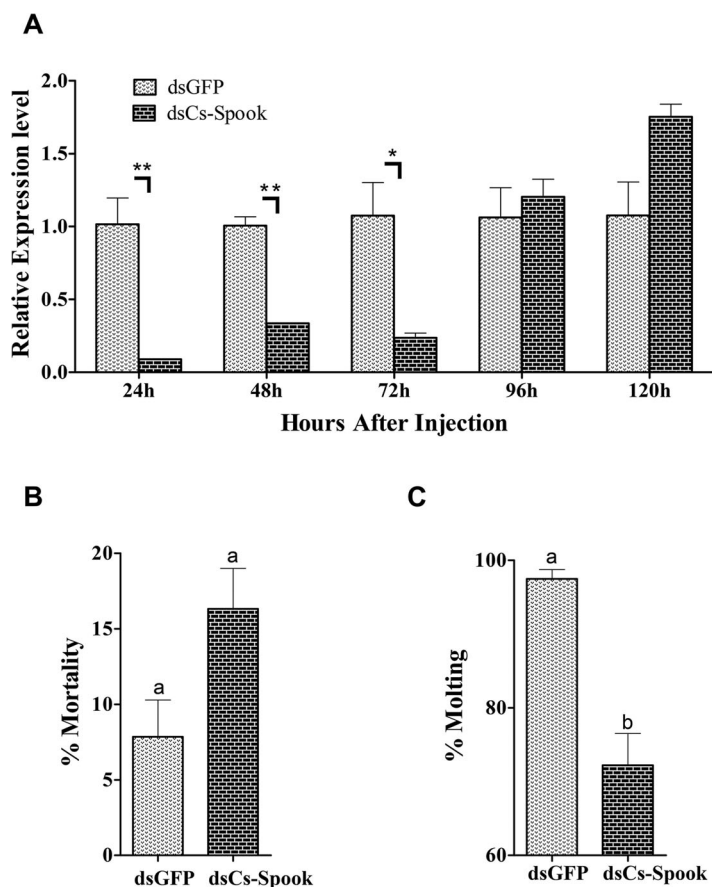 A
dsGFP
dsCs-Spook
Relative Expression level
2.0
1.5
1.0
0.5
0.0
**
**
*
24h 48h 72h 96h 120h
Hours After Injection
B
% Mortality
20
15
10
5
0
a
a
dsGFP dsCs-Spook
C
% Molting
100
80
60
a
b
dsGFP dsCs-Spook